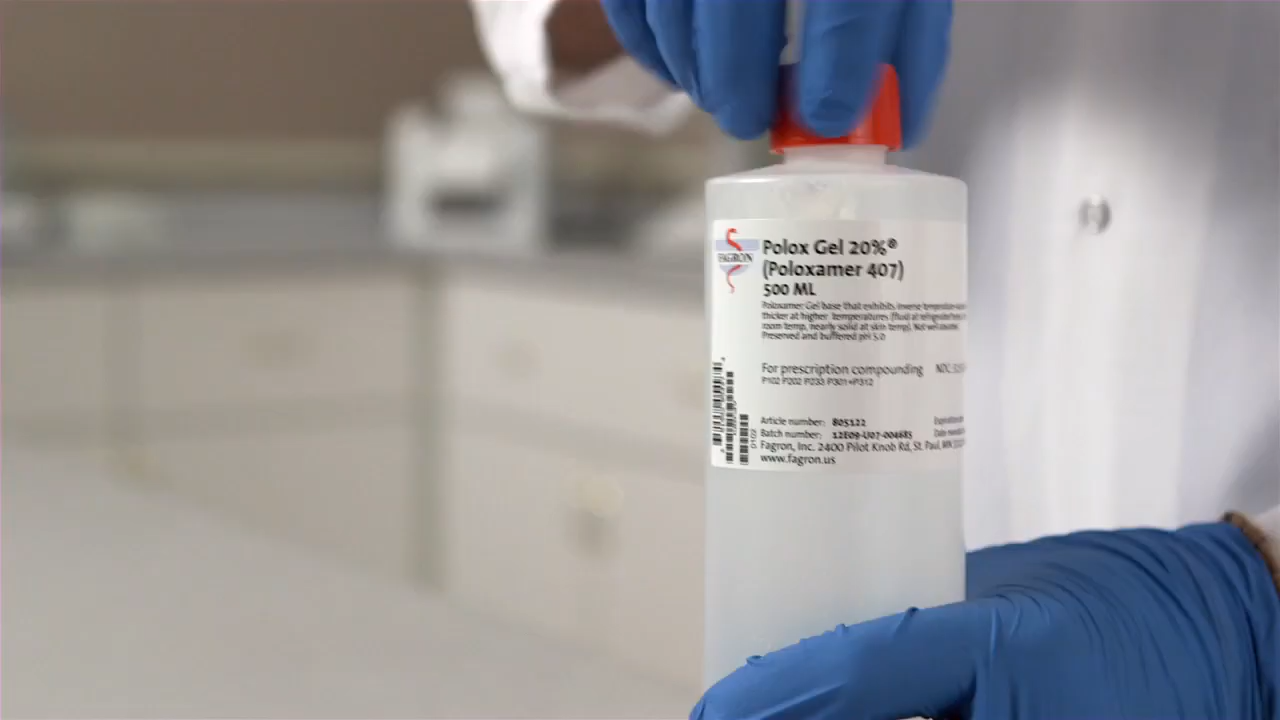 FAGRON
Polox Gel 20%®
(Poloxamer 407)
500 ML
Poloxamer Gel base that exhibits inverse
thicker at higher temperatures (fluid at
room temp, nearly solid at skin temp). Not
Preserved and buffered pH 5.0
For prescription compounding NDC
P102 P202 P233 P301+P312
Article number: 805122
Batch number: 12E09-U07-004685
Fagron, Inc. 2400 Pilot Knob Rd, St. Paul, MN
www.fagron.us